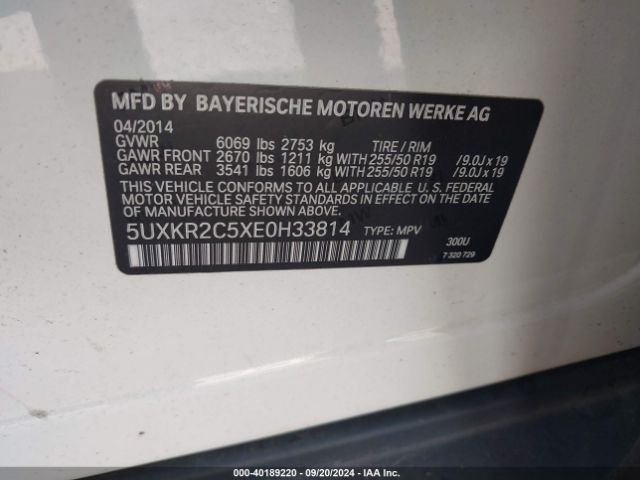 MFD BY BAYERISCHE MOTOREN WERKE AG
04/2014
GVWR 6069 lbs 2753 kg TIRE / RIM
GAWR FRONT 2670 lbs 1211 kg WITH 255/50 R19 /9.0J x 19
GAWR REAR 3541 lbs 1606 kg WITH 255/50 R19 /9.0J x 19
THIS VEHICLE CONFORMS TO ALL APPLICABLE U. S. FEDERAL
MOTOR VEHICLE SAFETY STANDARDS IN EFFECT ON THE DATE
OF MANUFACTURE SHOWN ABOVE.
5UXKR2C5XE0H33814 TYPE: MPV
300U
7 320 729
000-40189220 - 09/20/2024 - IAA Inc.